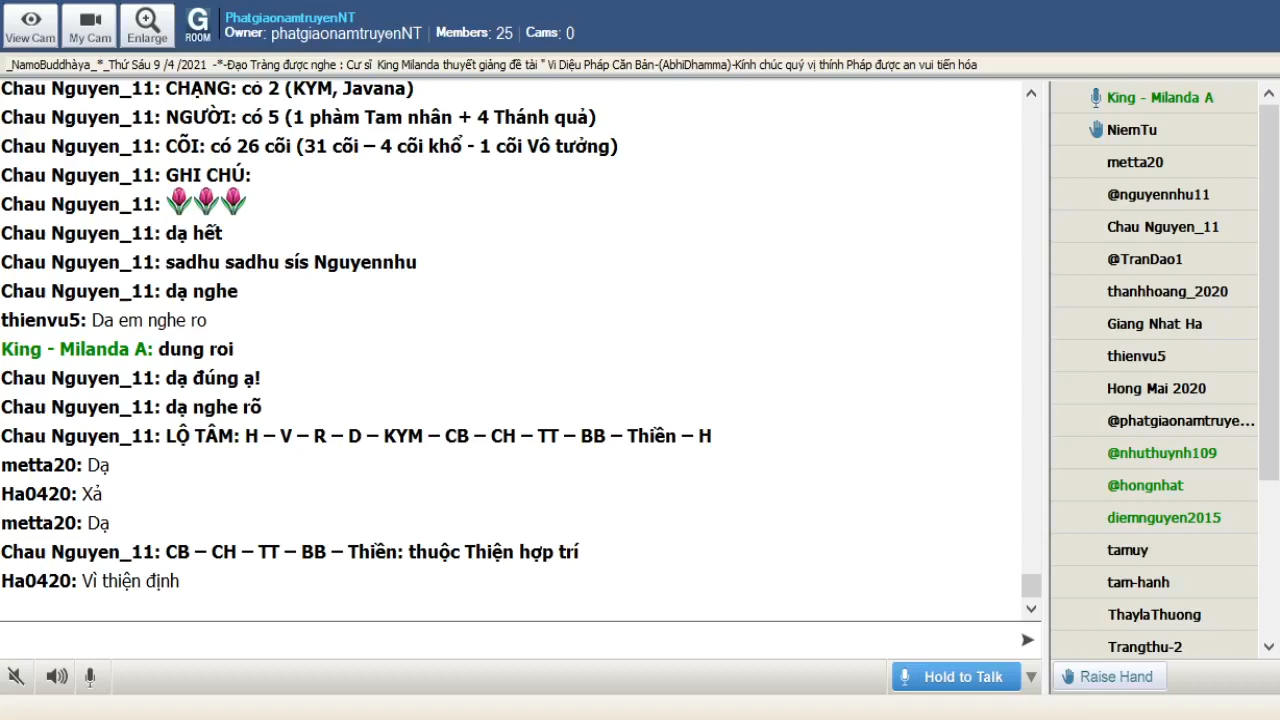 View Cam
My Cam
Enlarge
G
ROOM
PhatgiaonamtruyenNT
Owner: phatgiaonamtruyenNT | Members: 25 | Cams: 0
_NamoBuddhàya_*_Thứ Sáu 9 /4 /2021 -*-Đạo Tràng được nghe : Cư sĩ King Milanda thuyết giảng đề tài " Vi Diệu Pháp Căn Bản-(AbhiDhamma)-Kính chúc quý vị thính Pháp được an vui tiến hóa
Chau Nguyen_11: CHẶNG: có 2 (KYM, Javana)
Chau Nguyen_11: NGƯỜI: có 5 (1 phàm Tam nhân + 4 Thánh quả)
Chau Nguyen_11: CÕI: có 26 cõi (31 cõi – 4 cõi khổ - 1 cõi Vô tưởng)
Chau Nguyen_11: GHI CHÚ:
Chau Nguyen_11: 🌷🌷🌷
Chau Nguyen_11: dạ hết
Chau Nguyen_11: sadhu sadhu sís Nguyennhu
Chau Nguyen_11: dạ nghe
thienvu5: Da em nghe ro
King - Milanda A: dung roi
Chau Nguyen_11: dạ đúng ạ!
Chau Nguyen_11: dạ nghe rõ
Chau Nguyen_11: LỘ TÂM: H – V – R – D – KYM – CB – CH – TT – BB – Thiền – H
metta20: Dạ
Ha0420: Xả
metta20: Dạ
Chau Nguyen_11: CB – CH – TT – BB – Thiền: thuộc Thiện hợp trí
Ha0420: Vì thiện định
Hold to Talk
King - Milanda A
NiemTu
metta20
@nguyennhu11
Chau Nguyen_11
@TranDao1
thanhhoang_2020
Giang Nhat Ha
thienvu5
Hong Mai 2020
@phatgiaonamtruye...
@nhuthuynh109
@hongnhat
diemnguyen2015
tamuy
tam-hanh
ThaylaThuong
Trangthu-2
Raise Hand